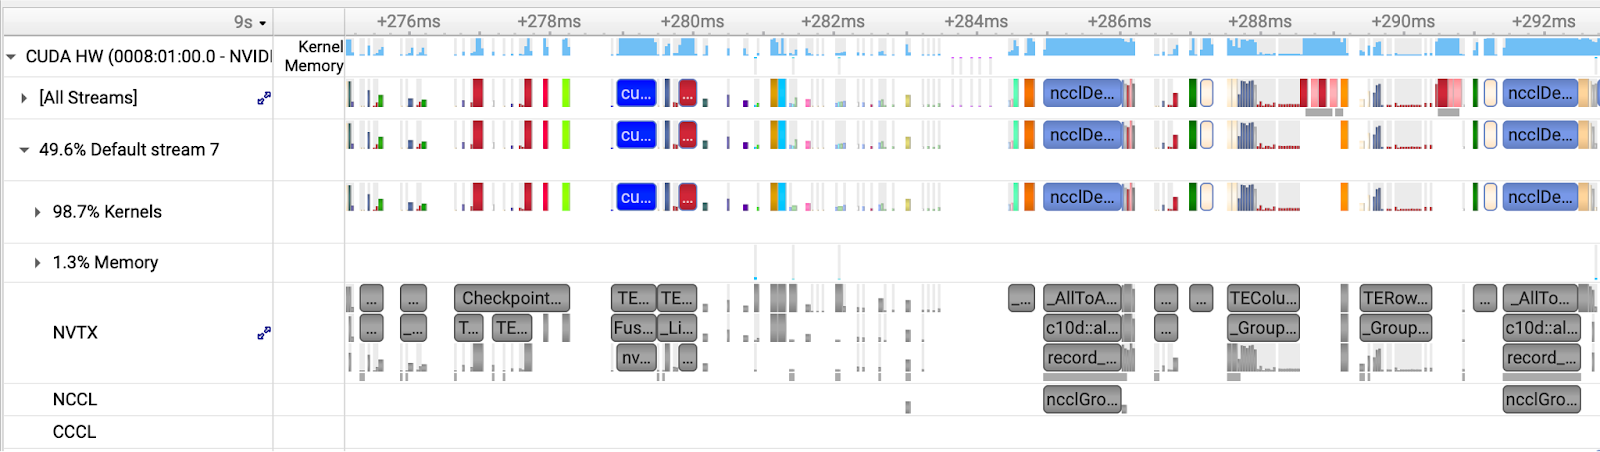 9s +276ms +278ms +280ms +282ms +284ms +286ms +288ms +290ms +292ms
CUDA HW (0008:01:00.0 - NVIDI Kernel
Memory
[All Streams] cu... ... ncclDe... ncclDe...
49.6% Default stream 7 cu... ... ncclDe... ncclDe...
98.7% Kernels cu... ... ncclDe... ncclDe...
1.3% Memory
... ... Checkpoint... TE... TE... _... _AllToA... ... ... TEColu... TERow... ... _AllTo...
NVTX ... _... T... TE... Fus... _Li... c10d::al... ... _Group... _Group... c10d::al...
nv... ... record_... record_...
NCCL ncclGro... ncclGro...
CCCL